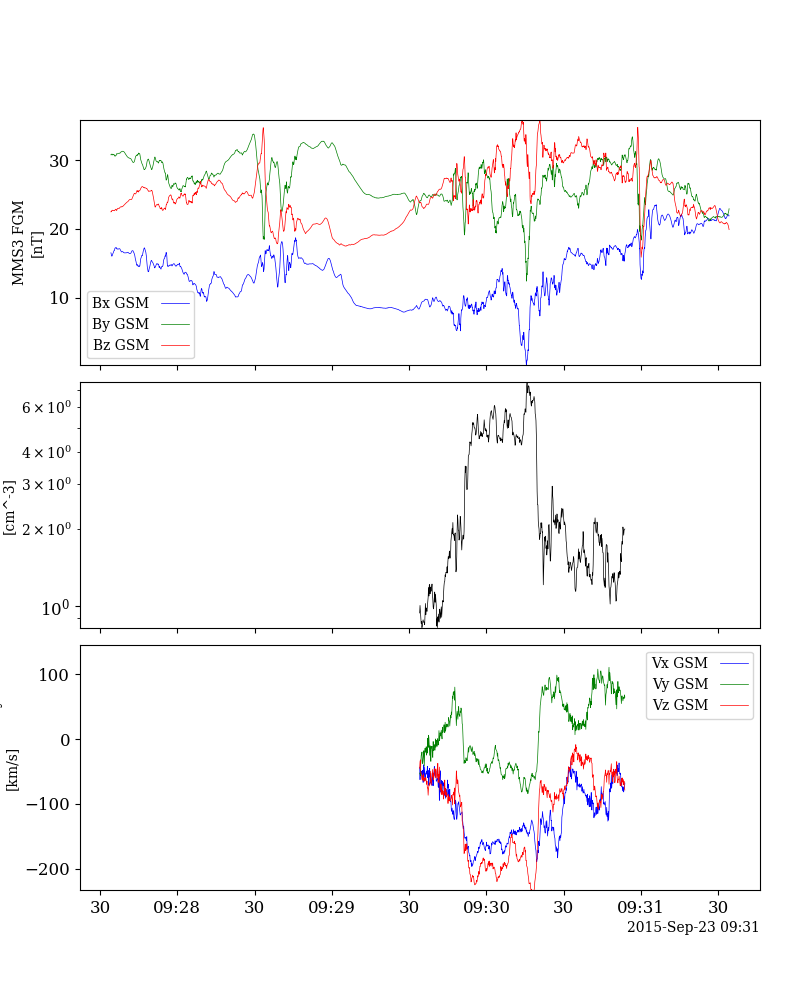 MMS3 FGM
[nT]
30
20
10
Bx GSM
By GSM
Bz GSM
[cm^-3]
6 × 10⁰
4 × 10⁰
3 × 10⁰
2 × 10⁰
10⁰
[km/s]
100
0
−100
−200
Vx GSM
Vy GSM
Vz GSM
30 09:28 30 09:29 30 09:30 30 09:31 30
2015-Sep-23 09:31